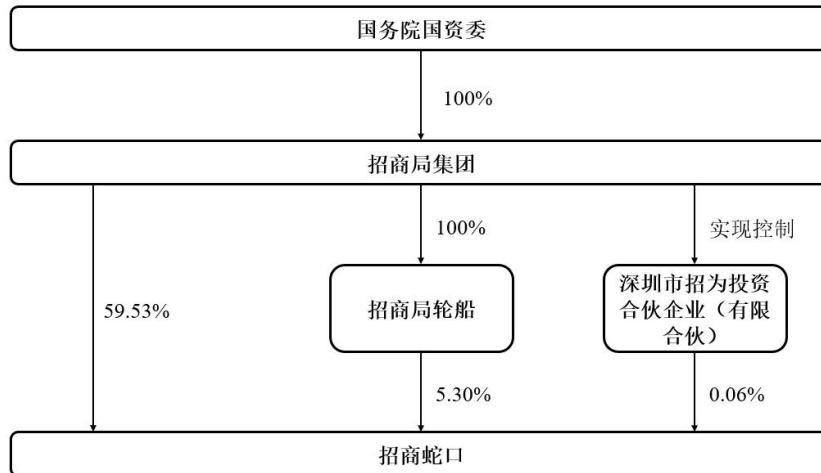 国务院国资委
100%
招商局集团
100%
实现控制
59.53%
招商局轮船
深圳市招为投资
合伙企业（有限
合伙）
5.30%
0.06%
招商蛇口